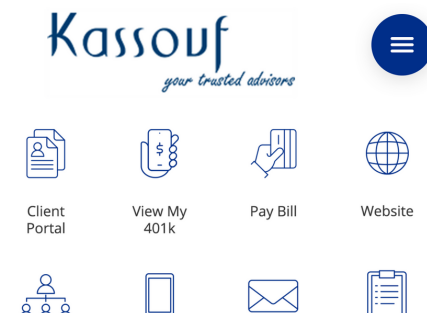 Kassouf
your trusted advisors
Client
Portal
View My
401k
Pay Bill
Website
$